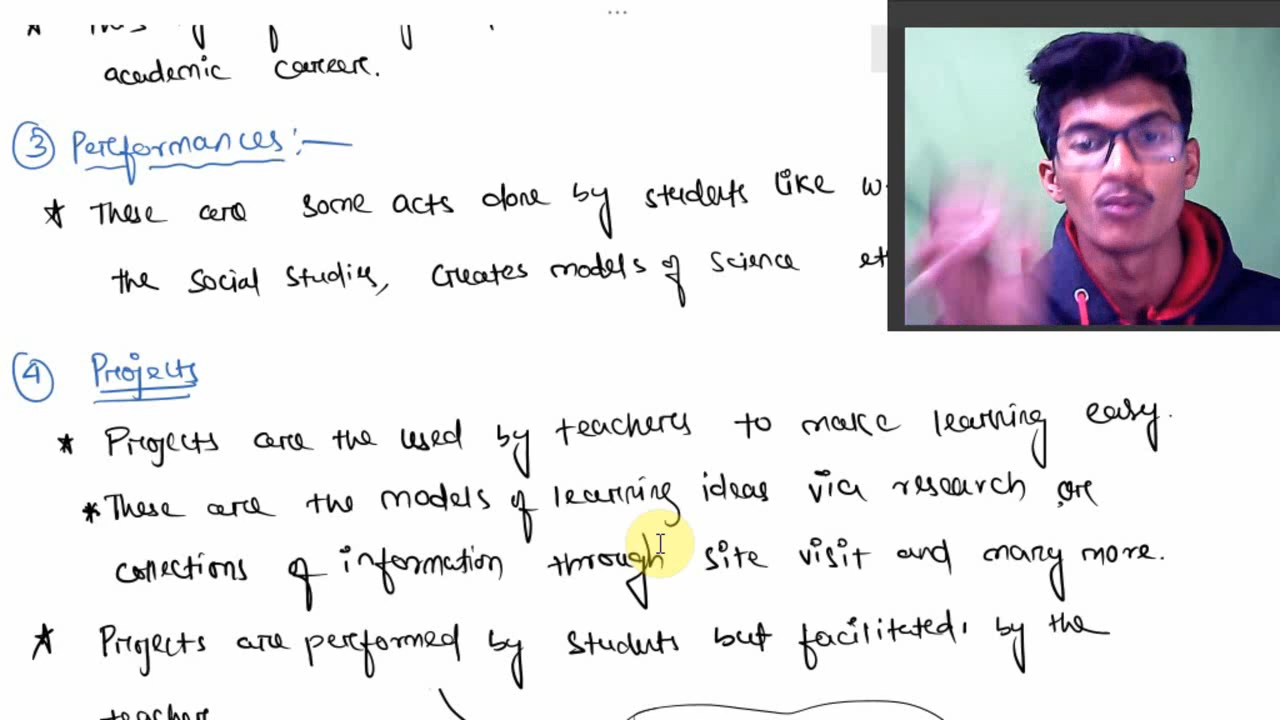 academic career.
③ Performances:—
★ These are some acts done by students like
the social studies, creates models of science
④ Projects
★ Projects are the used by teachers to make learning easy.
★ These are the models of learning ideas via research or
collections of information through site visit and many more.
★ Projects are performed by students but facilitated by the
teacher